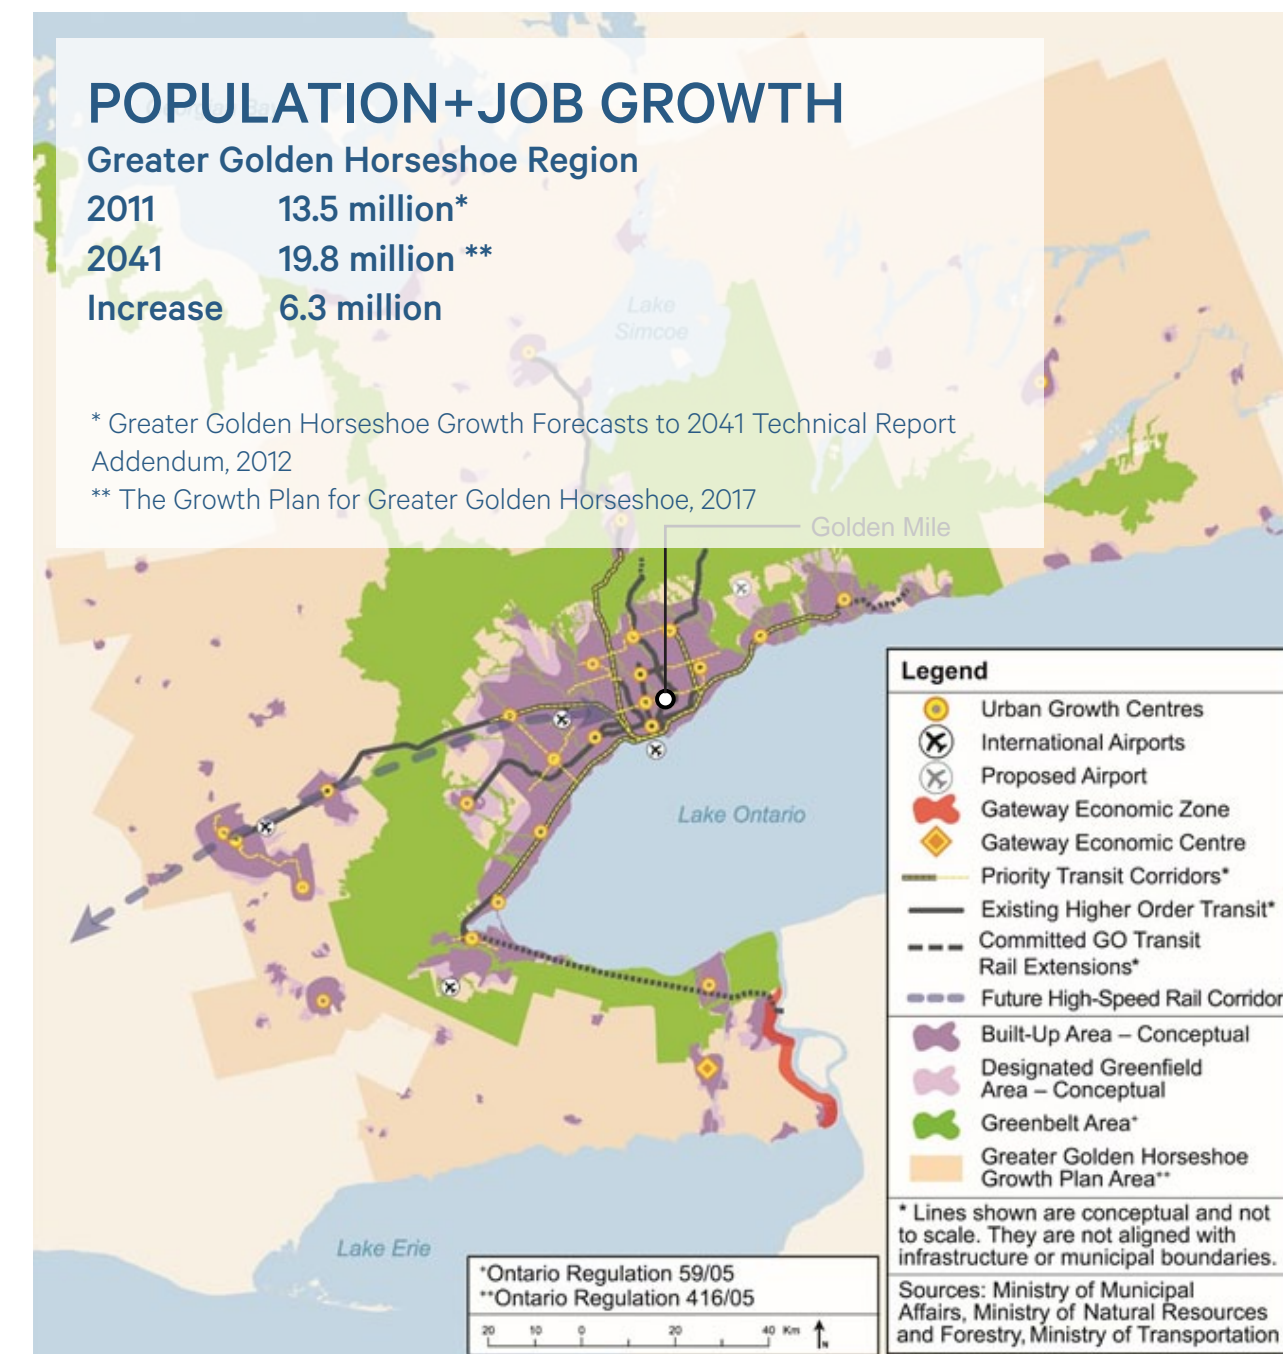 POPULATION+JOB GROWTH
Greater Golden Horseshoe Region
2011 13.5 million*
2041 19.8 million **
Increase 6.3 million
* Greater Golden Horseshoe Growth Forecasts to 2041 Technical Report
Addendum, 2012
** The Growth Plan for Greater Golden Horseshoe, 2017
Lake
Simcoe
Golden Mile
Lake Ontario
Lake Erie
Legend
Urban Growth Centres
International Airports
Proposed Airport
Gateway Economic Zone
Gateway Economic Centre
Priority Transit Corridors*
Existing Higher Order Transit*
Committed GO Transit
Rail Extensions*
Future High-Speed Rail Corridor
Built-Up Area – Conceptual
Designated Greenfield
Area – Conceptual
Greenbelt Area⁺
Greater Golden Horseshoe
Growth Plan Area⁺⁺
* Lines shown are conceptual and not
to scale. They are not aligned with
infrastructure or municipal boundaries.
Sources: Ministry of Municipal
Affairs, Ministry of Natural Resources
and Forestry, Ministry of Transportation
⁺Ontario Regulation 59/05
⁺⁺Ontario Regulation 416/05
20 10 0 20 40 Km
N